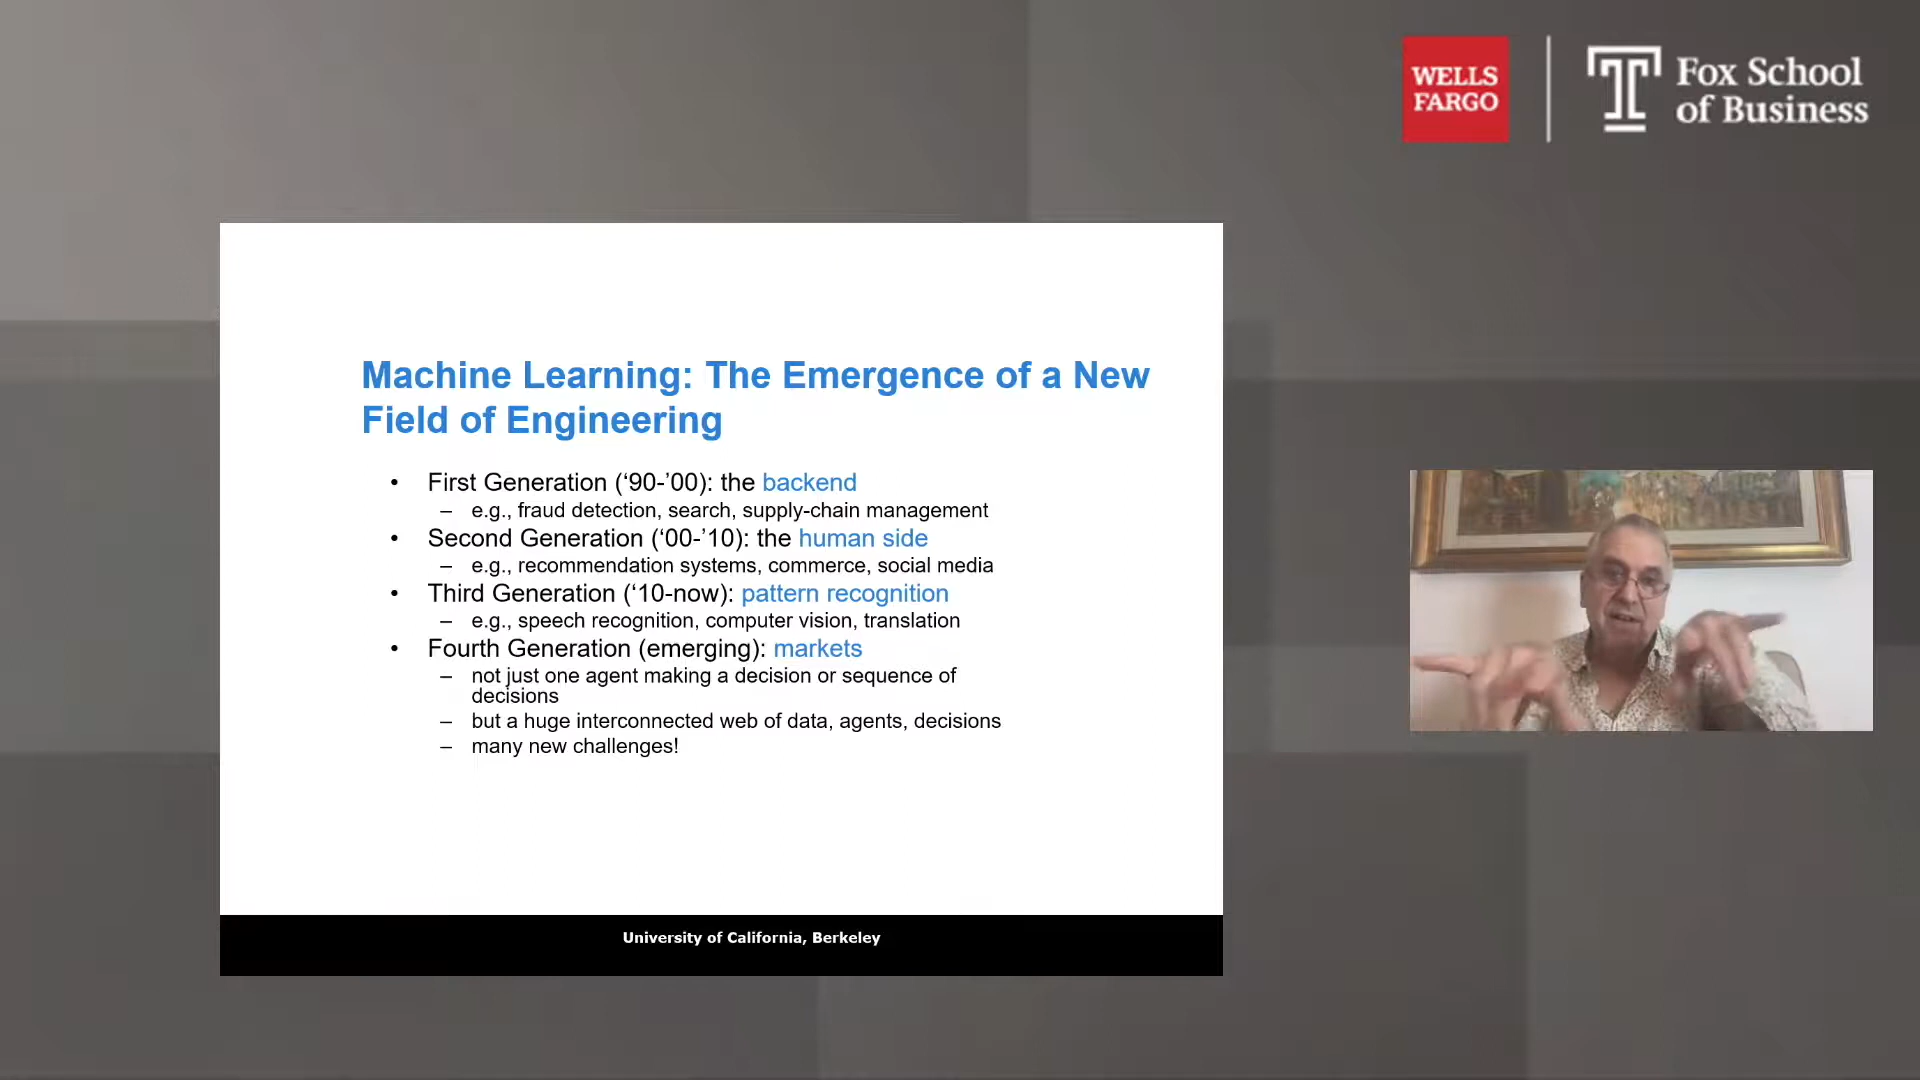 WELLS
FARGO
Fox School
of Business
Machine Learning: The Emergence of a New
Field of Engineering
• First Generation (‘90-’00): the backend
– e.g., fraud detection, search, supply-chain management
• Second Generation (‘00-’10): the human side
– e.g., recommendation systems, commerce, social media
• Third Generation (‘10-now): pattern recognition
– e.g., speech recognition, computer vision, translation
• Fourth Generation (emerging): markets
– not just one agent making a decision or sequence of
decisions
– but a huge interconnected web of data, agents, decisions
– many new challenges!
University of California, Berkeley